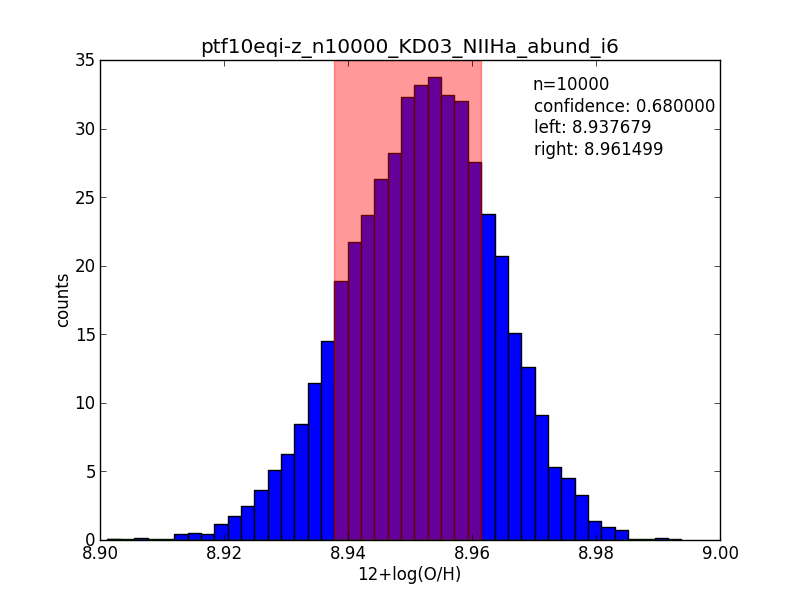 ptf10eqi-z_n10000_KD03_NIIHa_abund_i6
n=10000
confidence: 0.680000
left: 8.937679
right: 8.961499
counts
35
30
25
20
15
10
5
0
8.90 8.92 8.94 8.96 8.98 9.00
12+log(O/H)